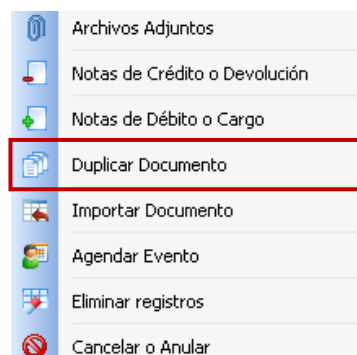 Archivos Adjuntos
Notas de Crédito o Devolución
Notas de Débito o Cargo
Duplicar Documento
Importar Documento
Agendar Evento
Eliminar registros
Cancelar o Anular